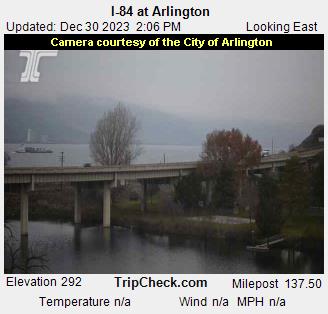 I-84 at Arlington
Updated: Dec 30 2023 2:06 PM Looking East
Camera courtesy of the City of Arlington
Elevation 292 TripCheck.com Milepost 137.50
Temperature n/a Wind n/a MPH n/a